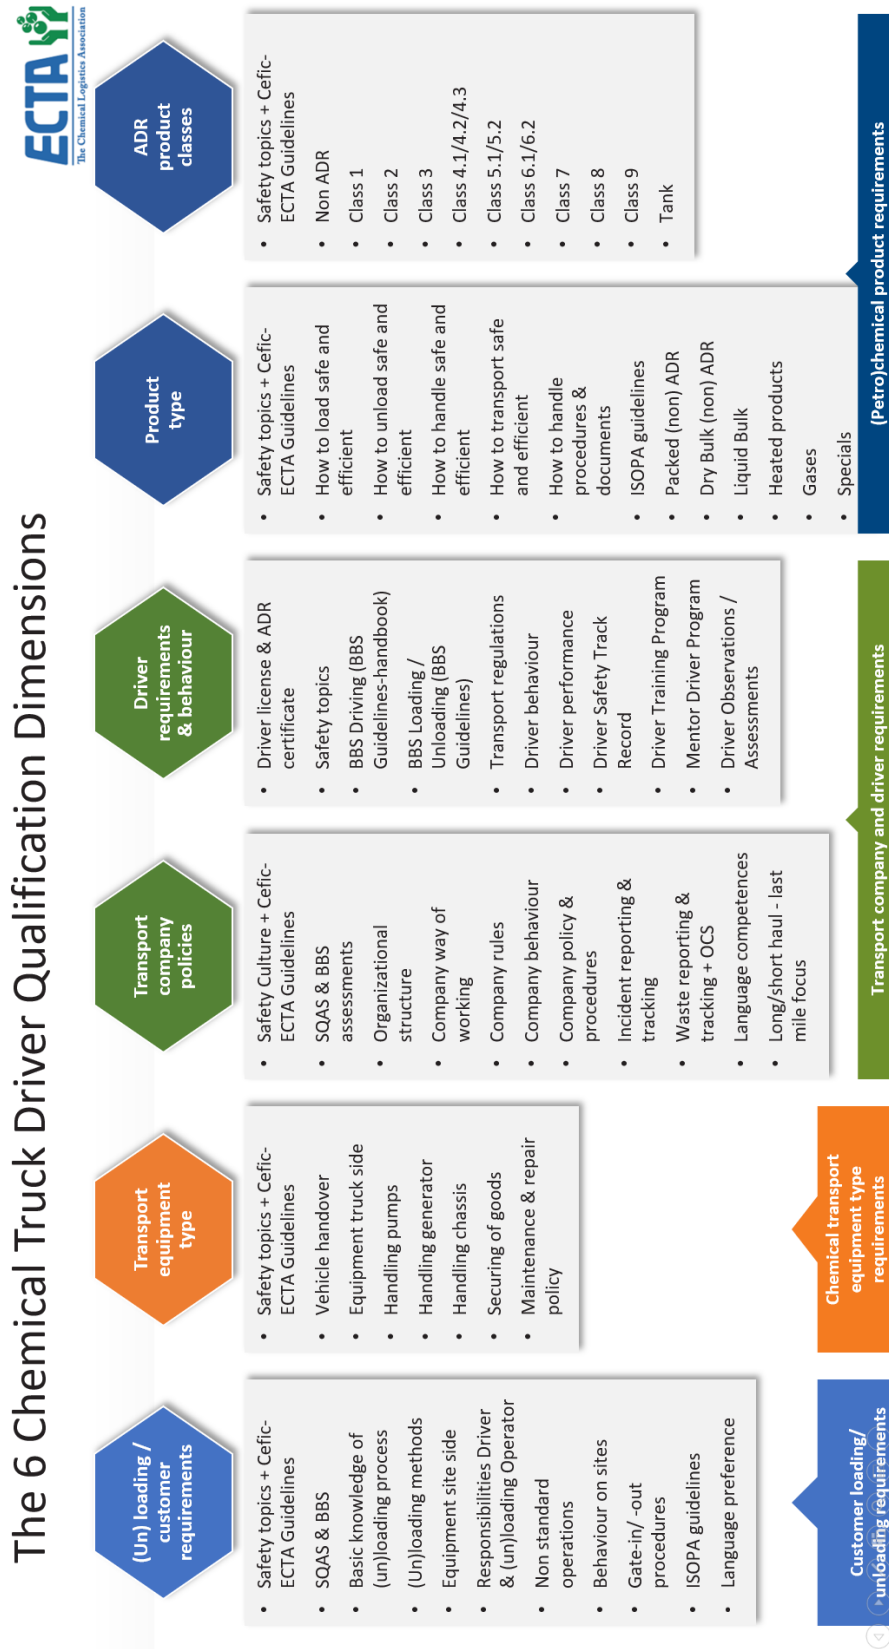 The 6 Chemical Truck Driver Qualification Dimensions
ECTA
The Chemical Logistics Association
(Un) loading /
customer
requirements
• Safety topics + Cefic-
ECTA Guidelines
• SQAS & BBS
• Basic knowledge of
(un)loading process
• (Un)loading methods
• Equipment site side
• Responsibilities Driver
& (un)loading Operator
• Non standard
operations
• Behaviour on sites
• Gate-in/ -out
procedures
• ISOPA guidelines
• Language preference
Customer loading/
unloading requirements
Transport
equipment
type
• Safety topics + Cefic-
ECTA Guidelines
• Vehicle handover
• Equipment truck side
• Handling pumps
• Handling generator
• Handling chassis
• Securing of goods
• Maintenance & repair
policy
Chemical transport
equipment type
requirements
Transport
company
policies
• Safety Culture + Cefic-
ECTA Guidelines
• SQAS & BBS
assessments
• Organizational
structure
• Company way of
working
• Company rules
• Company behaviour
• Company policy &
procedures
• Incident reporting &
tracking
• Waste reporting &
tracking + OCS
• Language competences
• Long/short haul - last
mile focus
Driver
requirements
& behaviour
• Driver license & ADR
certificate
• Safety topics
• BBS Driving (BBS
Guidelines-handbook)
• BBS Loading /
Unloading (BBS
Guidelines)
• Transport regulations
• Driver behaviour
• Driver performance
• Driver Safety Track
Record
• Driver Training Program
• Mentor Driver Program
• Driver Observations /
Assessments
Transport company and driver requirements
Product
type
• Safety topics + Cefic-
ECTA Guidelines
• How to load safe and
efficient
• How to unload safe and
efficient
• How to handle safe and
efficient
• How to transport safe
and efficient
• How to handle
procedures &
documents
• ISOPA guidelines
• Packed (non) ADR
• Dry Bulk (non) ADR
• Liquid Bulk
• Heated products
• Gases
• Specials
ADR
product
classes
• Safety topics + Cefic-
ECTA Guidelines
• Non ADR
• Class 1
• Class 2
• Class 3
• Class 4.1/4.2/4.3
• Class 5.1/5.2
• Class 6.1/6.2
• Class 7
• Class 8
• Class 9
• Tank
(Petro)chemical product requirements